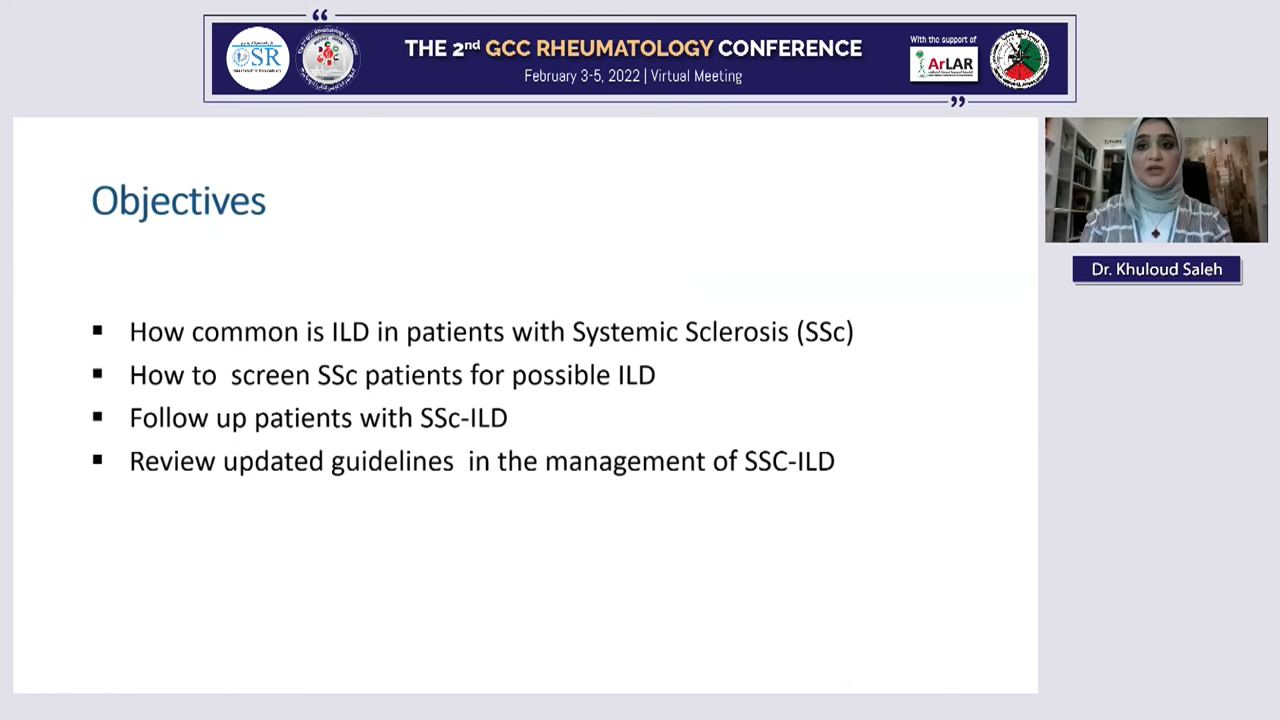 THE 2nd GCC RHEUMATOLOGY CONFERENCE
February 3-5, 2022 | Virtual Meeting
With the support of
OSR
ArLAR
Dr. Khuloud Saleh
Objectives
▪ How common is ILD in patients with Systemic Sclerosis (SSc)
▪ How to  screen SSc patients for possible ILD
▪ Follow up patients with SSc-ILD
▪ Review updated guidelines  in the management of SSC-ILD